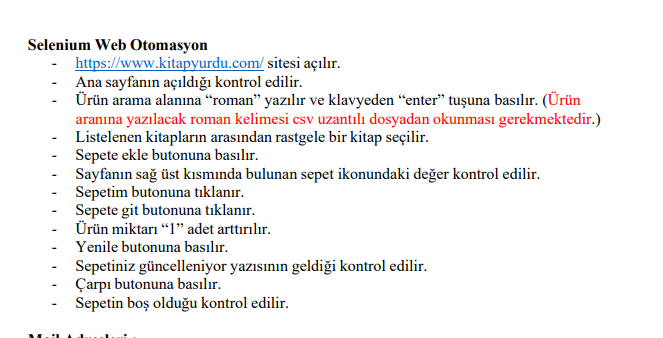 Selenium Web Otomasyon
- https://www.kitapyurdu.com/ sitesi açılır.
- Ana sayfanın açıldığı kontrol edilir.
- Ürün arama alanına “roman” yazılır ve klavyeden “enter” tuşuna basılır. (Ürün
aranına yazılacak roman kelimesi csv uzantılı dosyadan okunması gerekmektedir.)
- Listelenen kitapların arasından rastgele bir kitap seçilir.
- Sepete ekle butonuna basılır.
- Sayfanın sağ üst kısmında bulunan sepet ikonundaki değer kontrol edilir.
- Sepetim butonuna tıklanır.
- Sepete git butonuna tıklanır.
- Ürün miktarı “1” adet arttırılır.
- Yenile butonuna basılır.
- Sepetiniz güncelleniyor yazısının geldiği kontrol edilir.
- Çarpı butonuna basılır.
- Sepetin boş olduğu kontrol edilir.